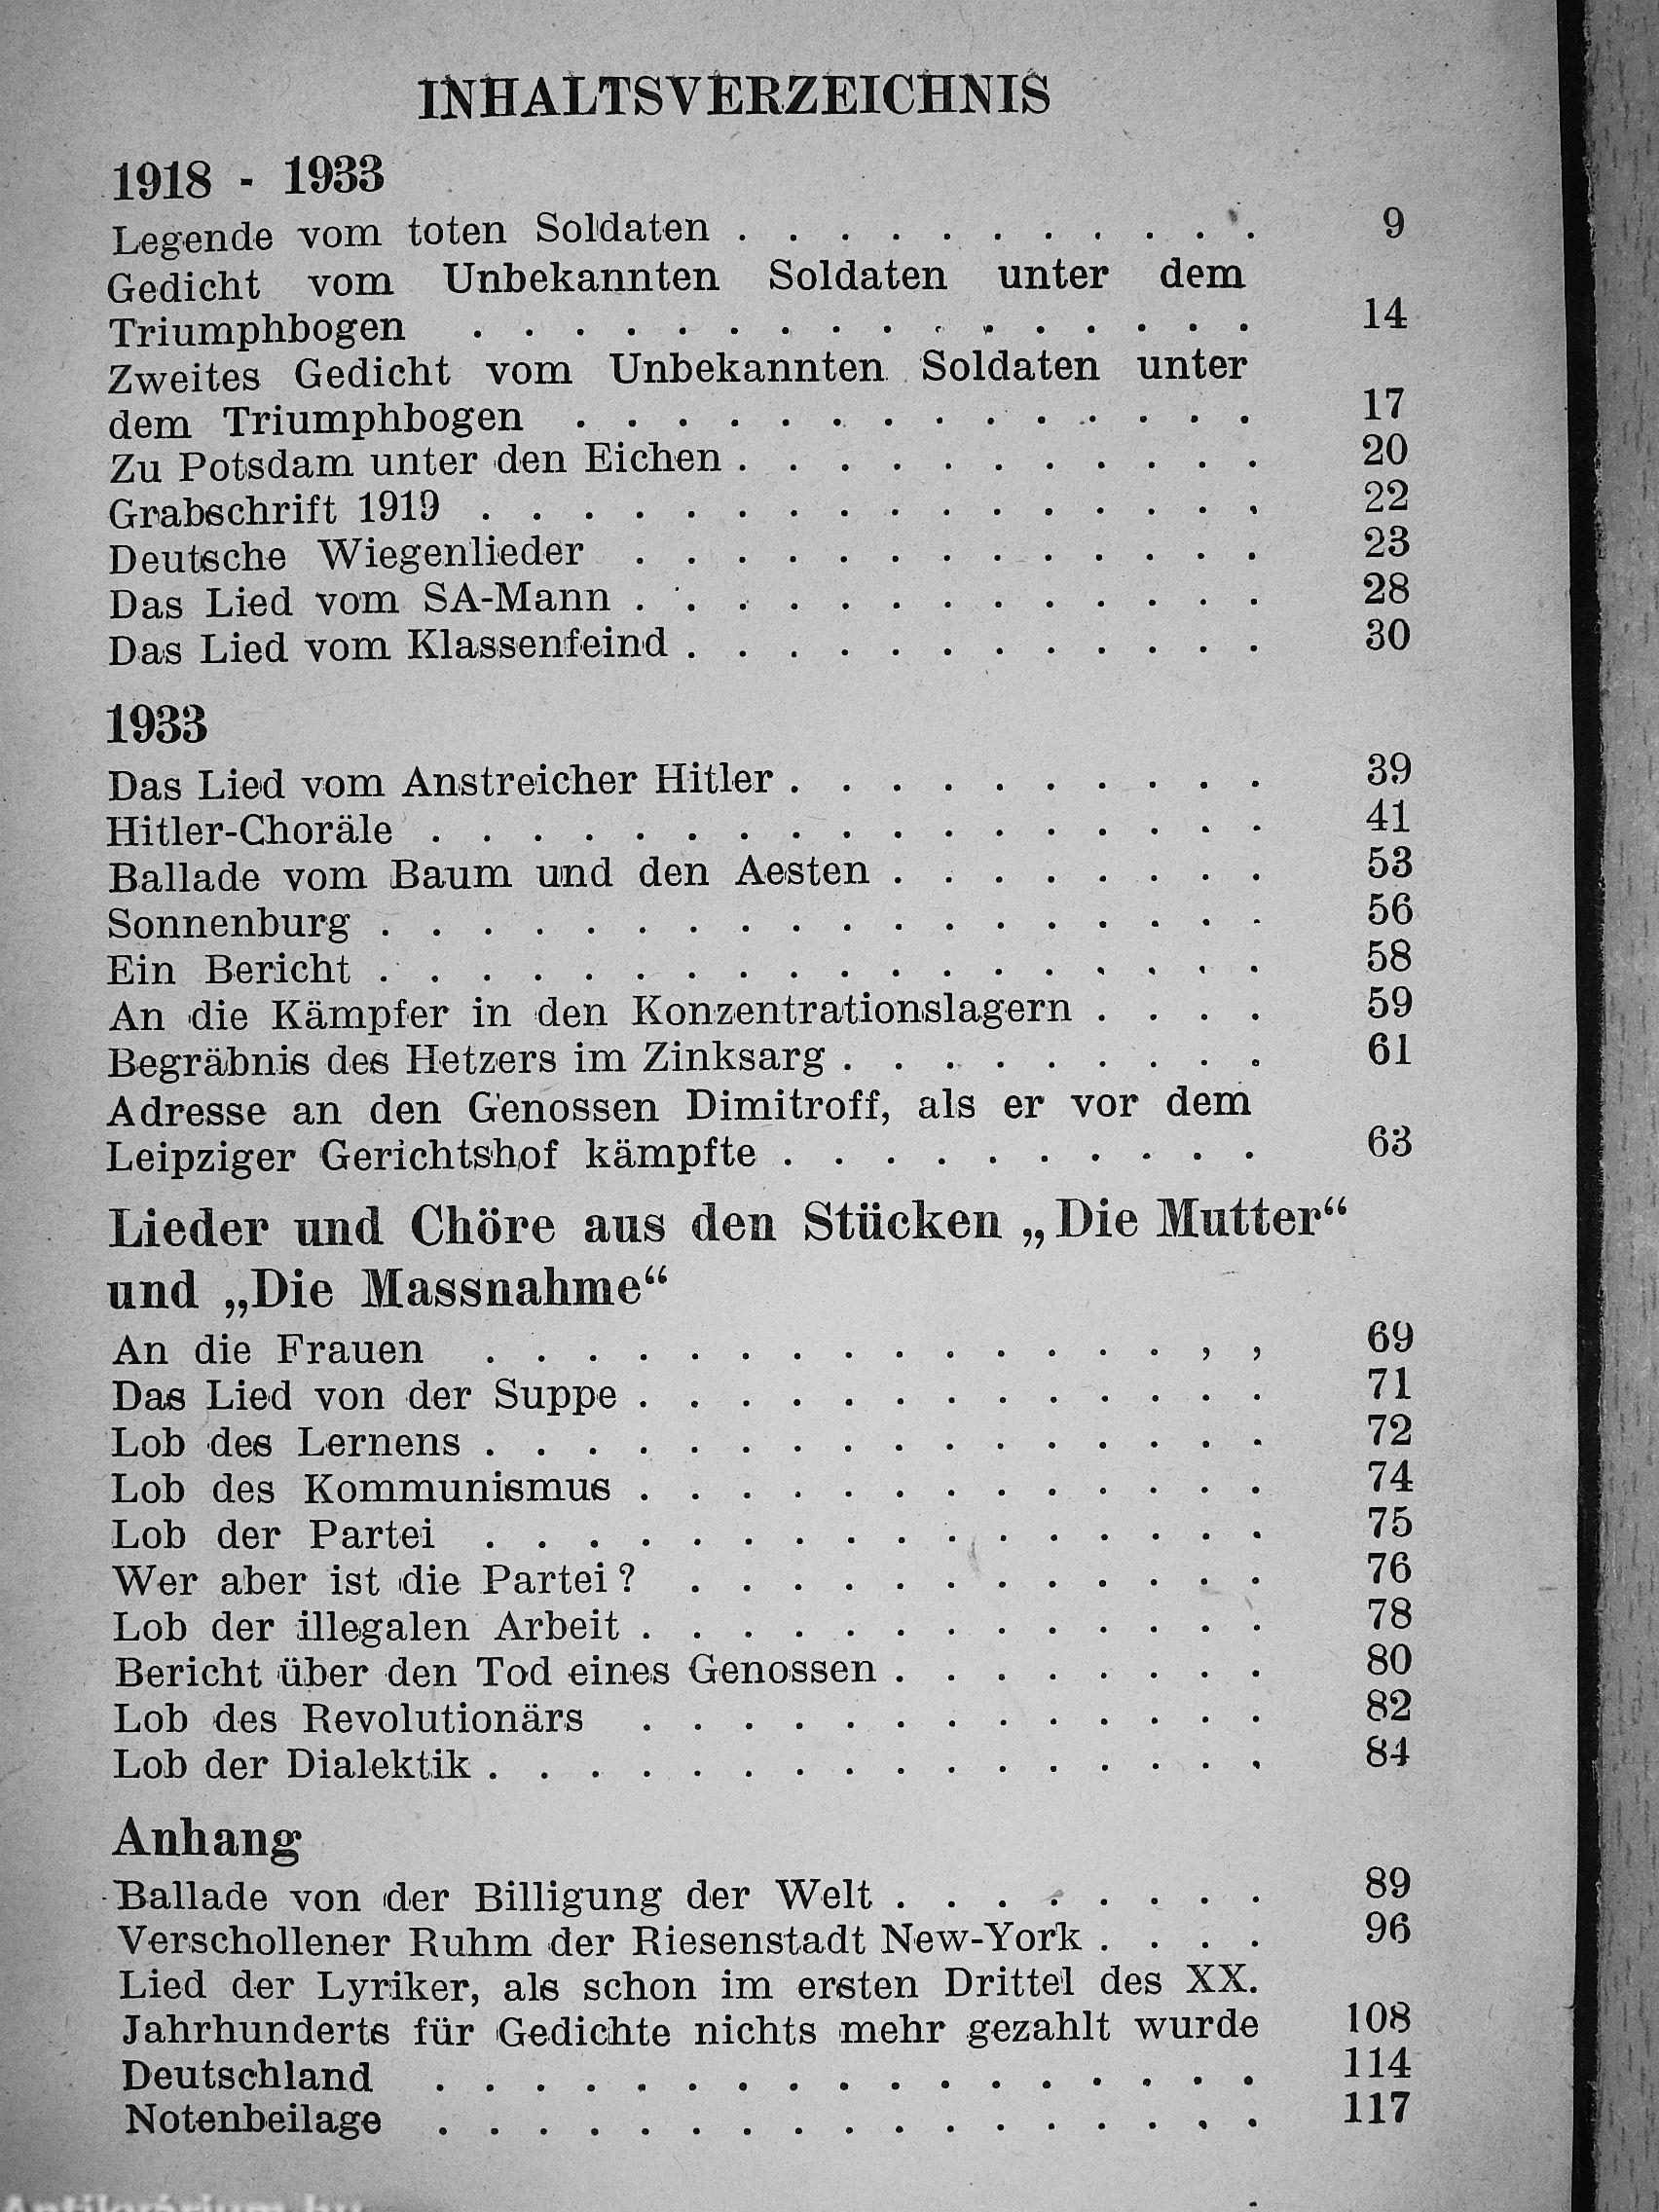 INHALTSVERZEICHNIS
1918 - 1933
Legende vom toten Soldaten . . . . . . . . . . . 9
Gedicht vom Unbekannten Soldaten unter dem
Triumphbogen . . . . . . . . . . . . . . . . 14
Zweites Gedicht vom Unbekannten Soldaten unter
dem Triumphbogen . . . . . . . . . . . . . . 17
Zu Potsdam unter den Eichen . . . . . . . . . . . 20
Grabschrift 1919 . . . . . . . . . . . . . . . . 22
Deutsche Wiegenlieder . . . . . . . . . . . . . 23
Das Lied vom SA-Mann . . . . . . . . . . . . . 28
Das Lied vom Klassenfeind . . . . . . . . . . . . 30
1933
Das Lied vom Anstreicher Hitler . . . . . . . . . . 39
Hitler-Choräle . . . . . . . . . . . . . . . . . 41
Ballade vom Baum und den Aesten . . . . . . . . 53
Sonnenburg . . . . . . . . . . . . . . . . . . 56
Ein Bericht . . . . . . . . . . . . . . . . . . 58
An die Kämpfer in den Konzentrationslagern . . . . 59
Begräbnis des Hetzers im Zinksarg . . . . . . . . . 61
Adresse an den Genossen Dimitroff, als er vor dem
Leipziger Gerichtshof kämpfte . . . . . . . . . . 63
Lieder und Chöre aus den Stücken „Die Mutter“
und „Die Massnahme“
An die Frauen . . . . . . . . . . . . . . , , 69
Das Lied von der Suppe . . . . . . . . . . . . . 71
Lob des Lernens . . . . . . . . . . . . . . . . 72
Lob des Kommunismus . . . . . . . . . . . . . 74
Lob der Partei . . . . . . . . . . . . . . . . 75
Wer aber ist die Partei? . . . . . . . . . . . . 76
Lob der illegalen Arbeit . . . . . . . . . . . . . 78
Bericht über den Tod eines Genossen . . . . . . . . 80
Lob des Revolutionärs . . . . . . . . . . . . . 82
Lob der Dialektik . . . . . . . . . . . . . . . . 84
Anhang
Ballade von der Billigung der Welt . . . . . . . . 89
Verschollener Ruhm der Riesenstadt New-York . . . . 96
Lied der Lyriker, als schon im ersten Drittel des XX.
Jahrhunderts für Gedichte nichts mehr gezahlt wurde 108
Deutschland . . . . . . . . . . . . . . . . . 114
Notenbeilage . . . . . . . . . . . . . . . . . 117